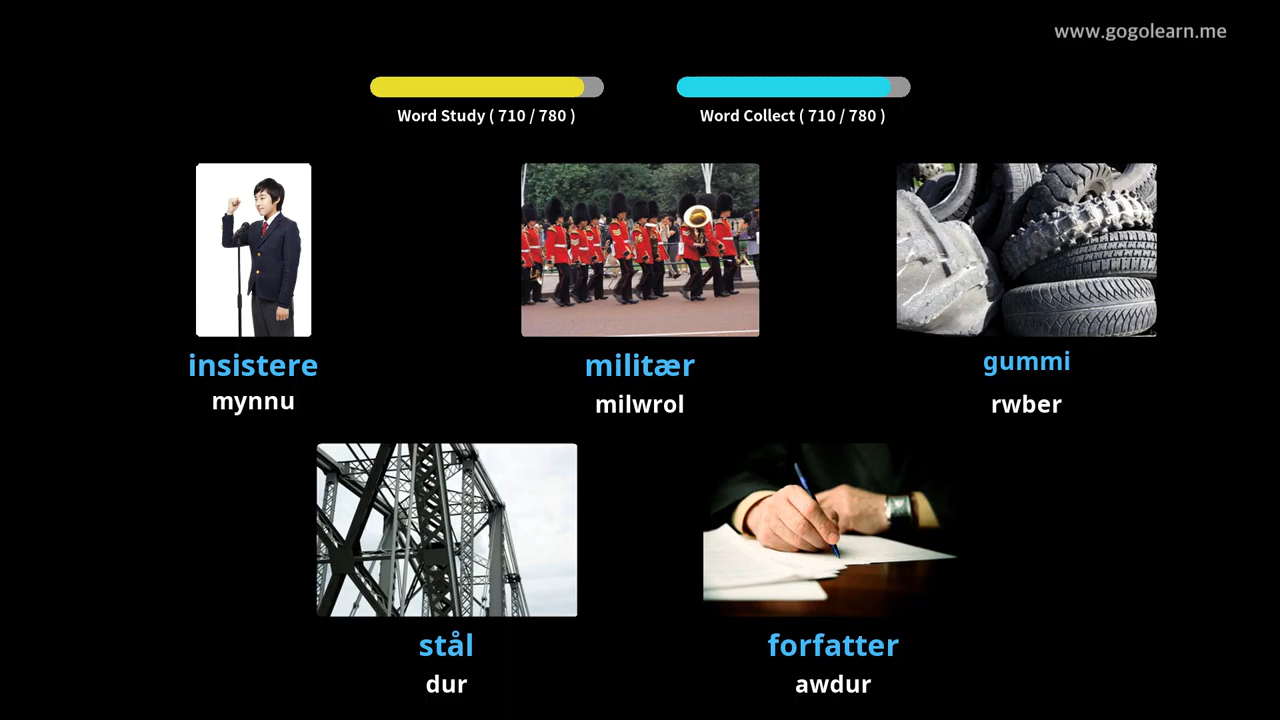 www.gogolearn.me
Word Study ( 710 / 780 )
Word Collect ( 710 / 780 )
insistere
mynnu
militær
milwrol
gummi
rwber
stål
dur
forfatter
awdur